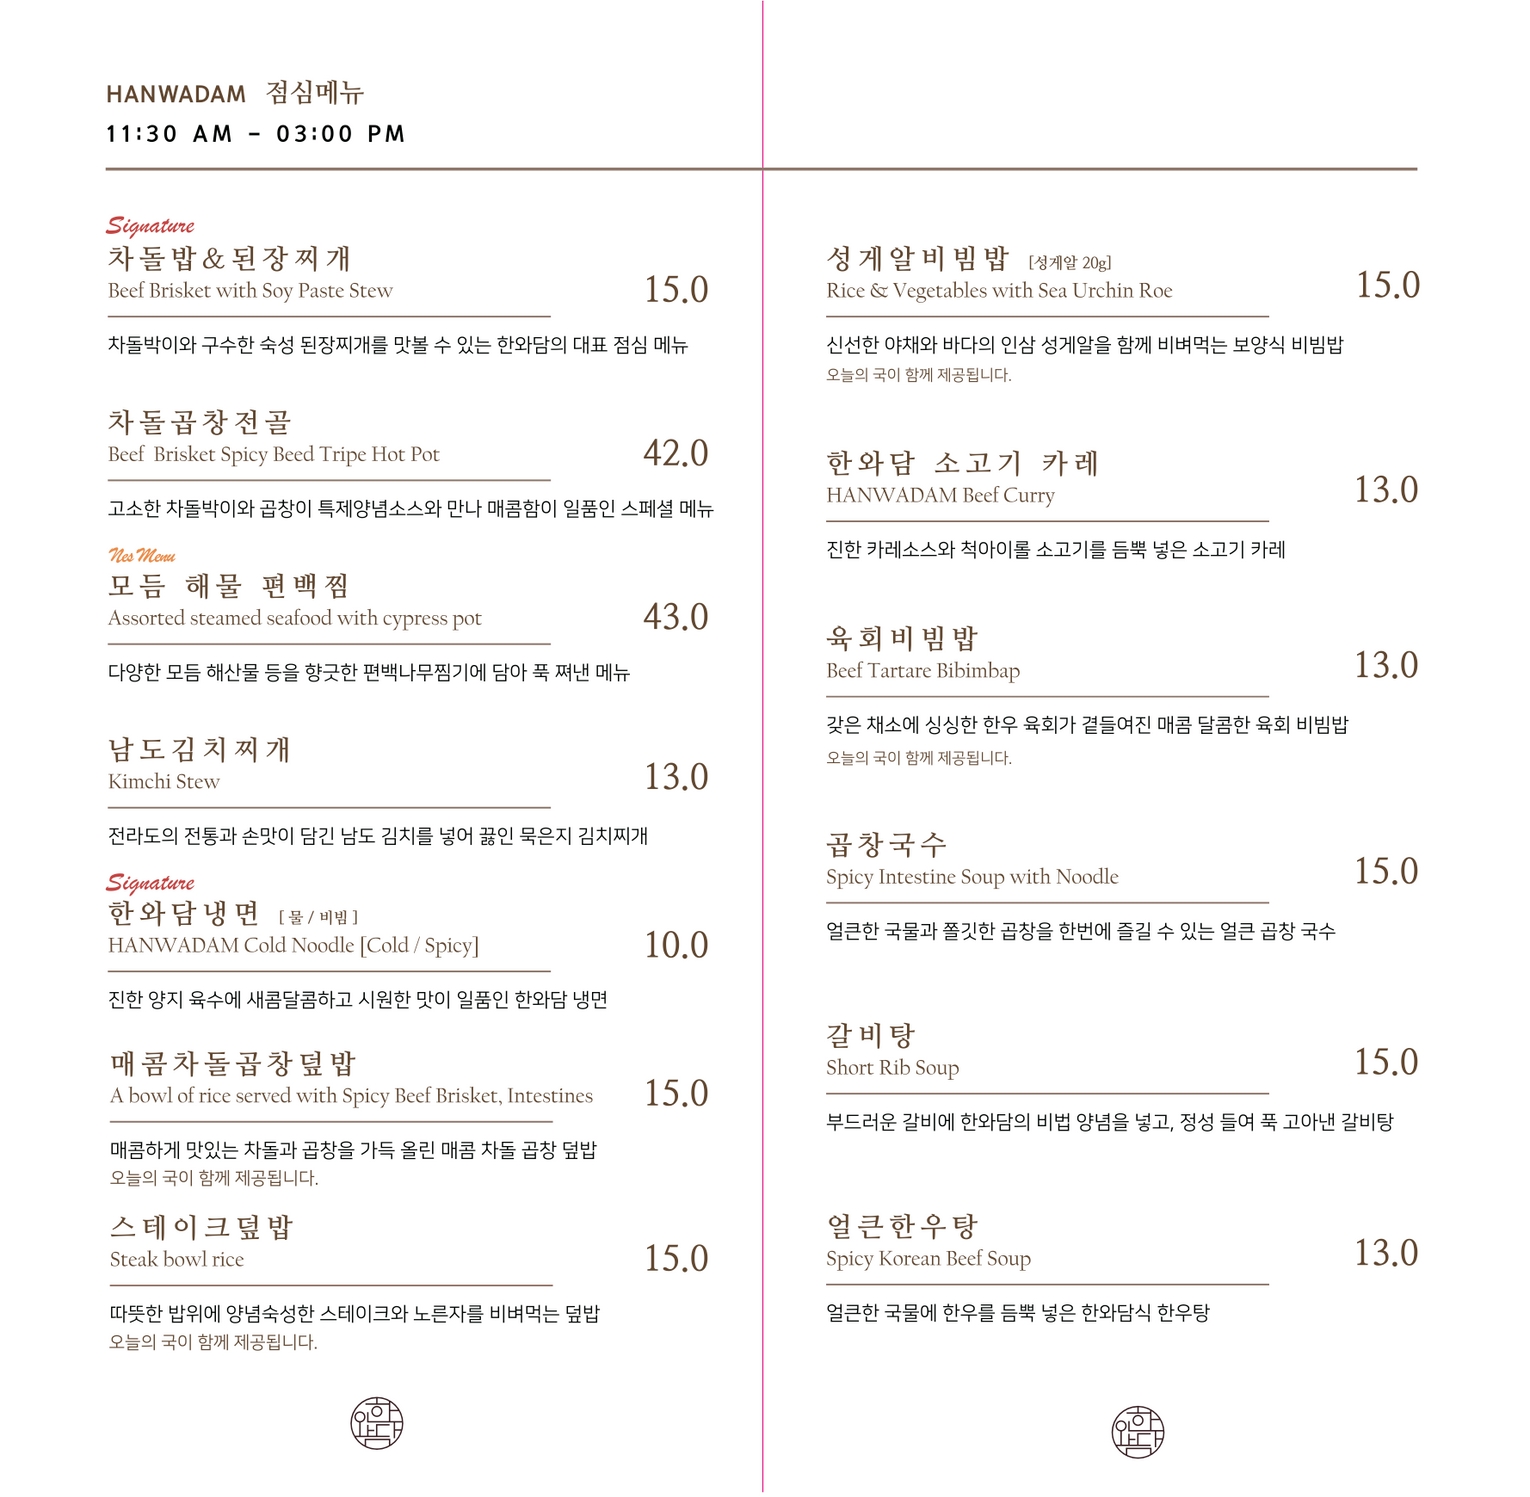 HANWADAM 점심메뉴
11:30 AM – 03:00 PM
Signature
차돌밥&된장찌개
Beef Brisket with Soy Paste Stew
15.0
차돌박이와 구수한 숙성 된장찌개를 맛볼 수 있는 한와담의 대표 점심 메뉴
차돌곱창전골
Beef Brisket Spicy Beed Tripe Hot Pot
42.0
고소한 차돌박이와 곱창이 특제양념소스와 만나 매콤함이 일품인 스페셜 메뉴
Nes Menu
모듬 해물 편백찜
Assorted steamed seafood with cypress pot
43.0
다양한 모듬 해산물 등을 향긋한 편백나무찜기에 담아 푹 쪄낸 메뉴
남도김치찌개
Kimchi Stew
13.0
전라도의 전통과 손맛이 담긴 남도 김치를 넣어 끓인 묵은지 김치찌개
Signature
한와담냉면 [ 물 / 비빔 ]
HANWADAM Cold Noodle [Cold / Spicy]
10.0
진한 양지 육수에 새콤달콤하고 시원한 맛이 일품인 한와담 냉면
매콤차돌곱창덮밥
A bowl of rice served with Spicy Beef Brisket, Intestines
15.0
매콤하게 맛있는 차돌과 곱창을 가득 올린 매콤 차돌 곱창 덮밥
오늘의 국이 함께 제공됩니다.
스테이크덮밥
Steak bowl rice
15.0
따뜻한 밥위에 양념숙성한 스테이크와 노른자를 비벼먹는 덮밥
오늘의 국이 함께 제공됩니다.
성게알비빔밥 [성게알 20g]
Rice & Vegetables with Sea Urchin Roe
15.0
신선한 야채와 바다의 인삼 성게알을 함께 비벼먹는 보양식 비빔밥
오늘의 국이 함께 제공됩니다.
한와담 소고기 카레
HANWADAM Beef Curry
13.0
진한 카레소스와 척아이롤 소고기를 듬뿍 넣은 소고기 카레
육회비빔밥
Beef Tartare Bibimbap
13.0
갖은 채소에 싱싱한 한우 육회가 곁들여진 매콤 달콤한 육회 비빔밥
오늘의 국이 함께 제공됩니다.
곱창국수
Spicy Intestine Soup with Noodle
15.0
얼큰한 국물과 쫄깃한 곱창을 한번에 즐길 수 있는 얼큰 곱창 국수
갈비탕
Short Rib Soup
15.0
부드러운 갈비에 한와담의 비법 양념을 넣고, 정성 들여 푹 고아낸 갈비탕
얼큰한우탕
Spicy Korean Beef Soup
13.0
얼큰한 국물에 한우를 듬뿍 넣은 한와담식 한우탕